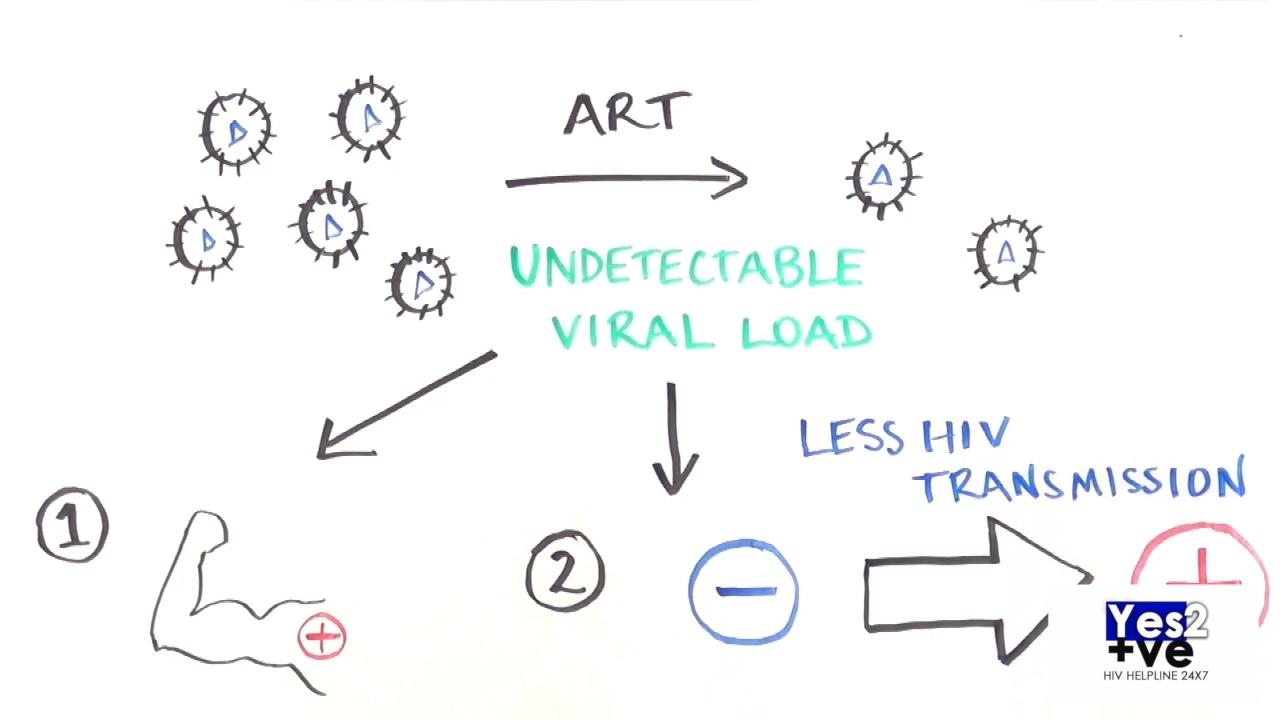 ART
UNDETECTABLE
VIRAL LOAD
LESS HIV
TRANSMISSION
1
2
−
+
+
Yes2
+ve
HIV HELPLINE 24X7